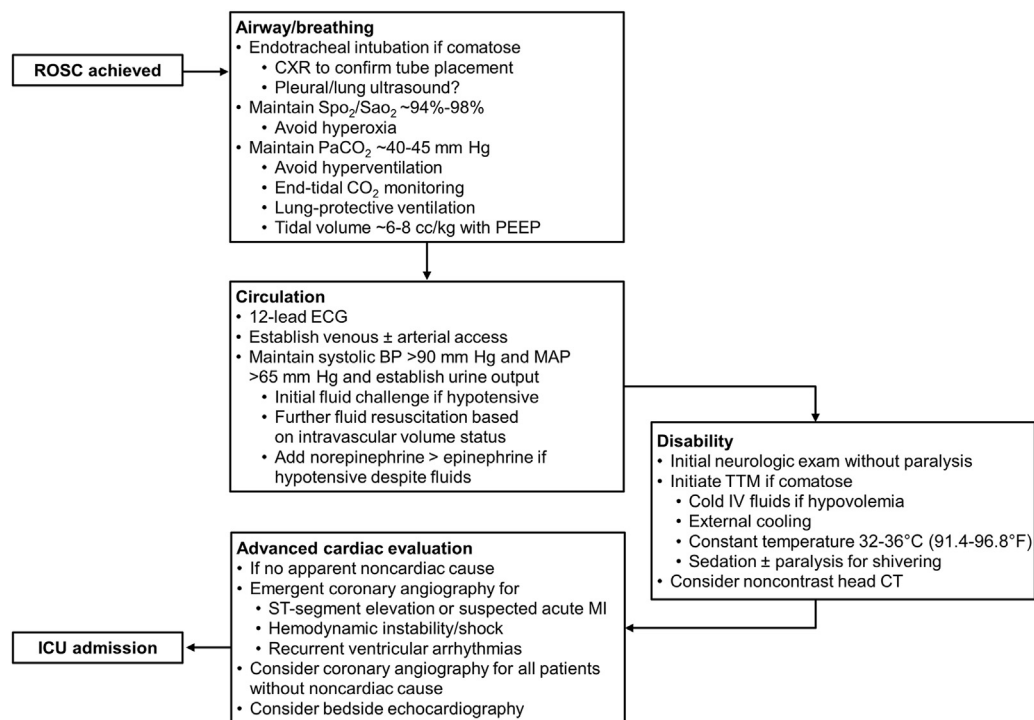 ROSC achieved
Airway/breathing
• Endotracheal intubation if comatose
• CXR to confirm tube placement
• Pleural/lung ultrasound?
• Maintain Spo₂/Sao₂ ~94%-98%
• Avoid hyperoxia
• Maintain PaCO₂ ~40-45 mm Hg
• Avoid hyperventilation
• End-tidal CO₂ monitoring
• Lung-protective ventilation
• Tidal volume ~6-8 cc/kg with PEEP
Circulation
• 12-lead ECG
• Establish venous ± arterial access
• Maintain systolic BP >90 mm Hg and MAP
>65 mm Hg and establish urine output
• Initial fluid challenge if hypotensive
• Further fluid resuscitation based
on intravascular volume status
• Add norepinephrine > epinephrine if
hypotensive despite fluids
Disability
• Initial neurologic exam without paralysis
• Initiate TTM if comatose
• Cold IV fluids if hypovolemia
• External cooling
• Constant temperature 32-36°C (91.4-96.8°F)
• Sedation ± paralysis for shivering
• Consider noncontrast head CT
Advanced cardiac evaluation
• If no apparent noncardiac cause
• Emergent coronary angiography for
• ST-segment elevation or suspected acute MI
• Hemodynamic instability/shock
• Recurrent ventricular arrhythmias
• Consider coronary angiography for all patients
without noncardiac cause
• Consider bedside echocardiography
ICU admission